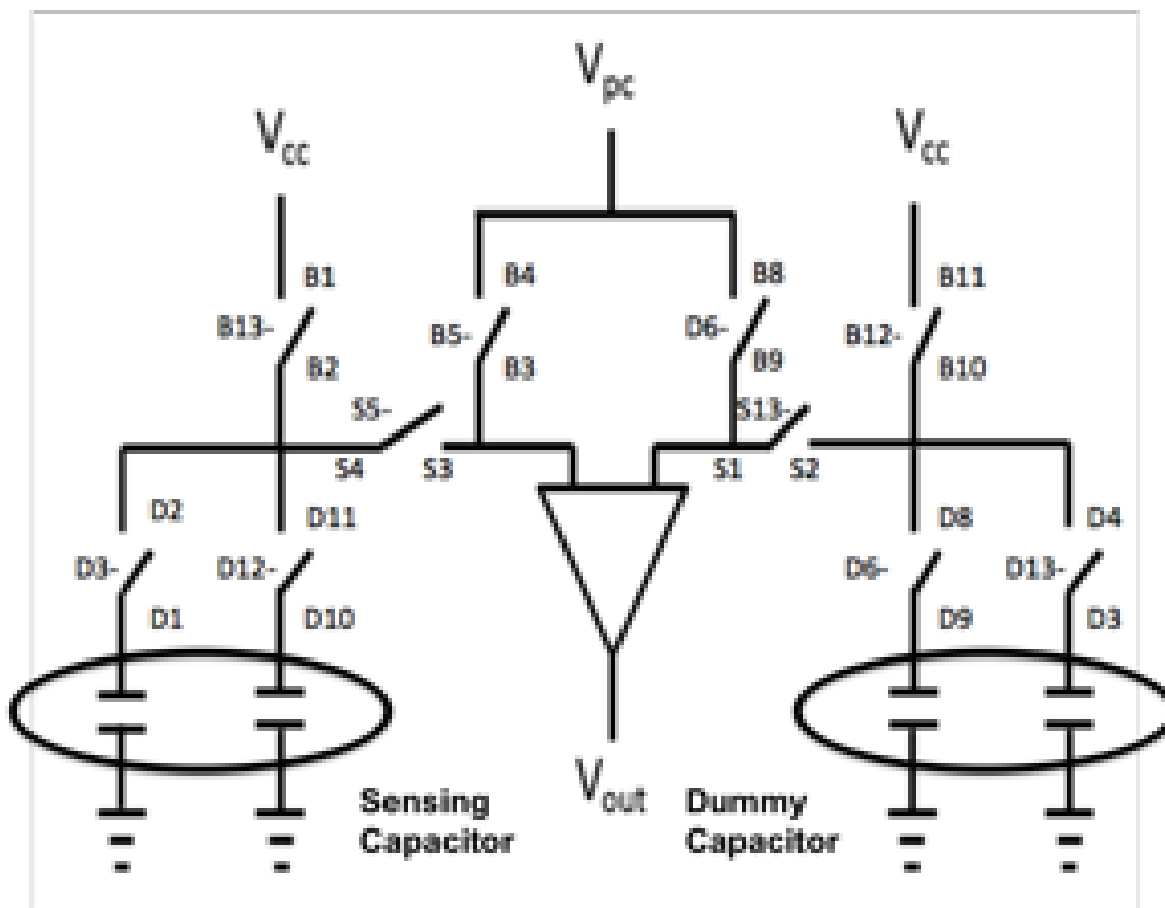 Vpc
Vcc
Vcc
B1
B4
B8
B11
B13-
B5-
D6-
B12-
B2
B3
B9
B10
S5-
S13-
S4
S3
S1
S2
D2
D11
D8
D4
D3-
D12-
D6-
D13-
D1
D10
D9
D3
Vout
Sensing
Capacitor
Dummy
Capacitor